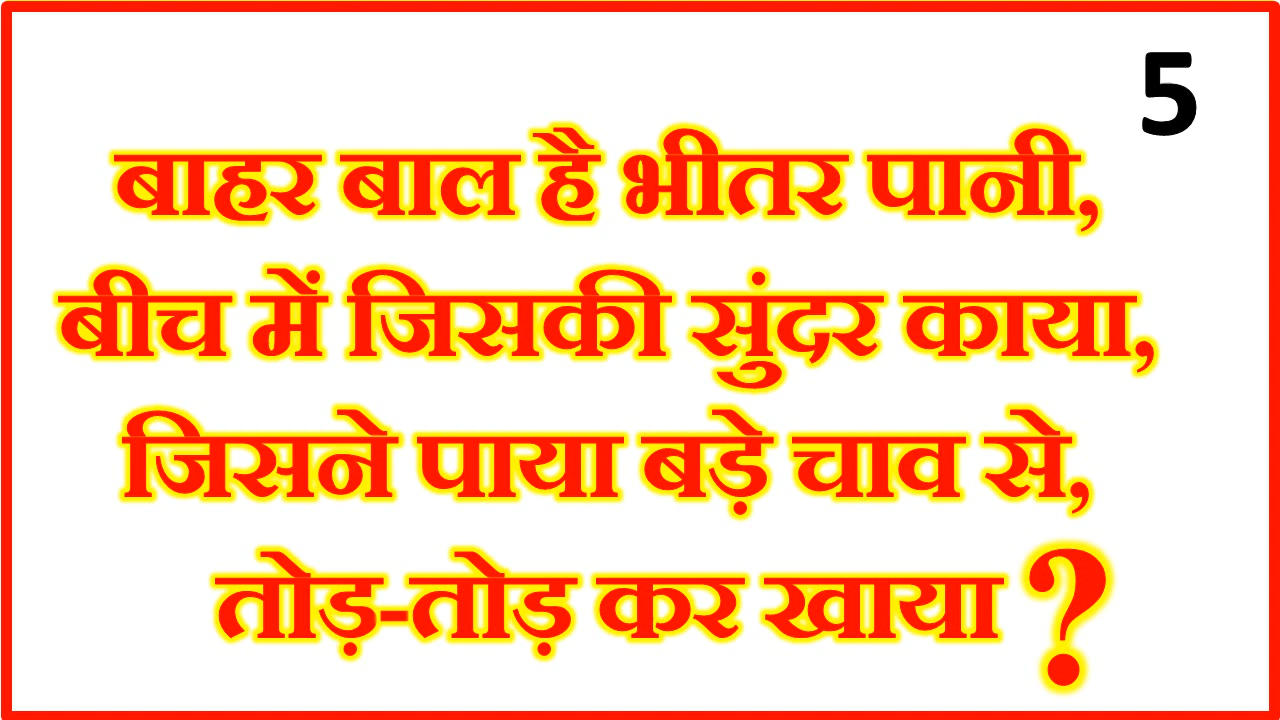 5
बाहर बाल है भीतर पानी,
बीच में जिसकी सुंदर काया,
जिसने पाया बड़े चाव से,
तोड़-तोड़ कर खाया ?